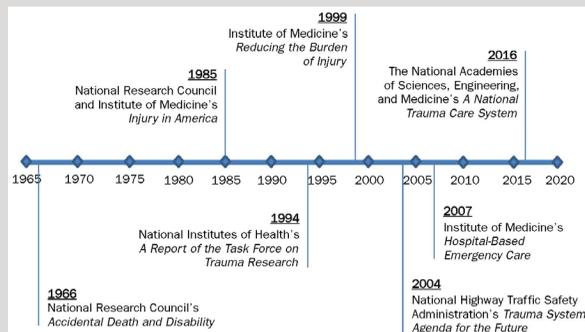 1999
Institute of Medicine's
Reducing the Burden
of Injury
2016
The National Academies
of Sciences, Engineering,
and Medicine's A National
Trauma Care System
1985
National Research Council
and Institute of Medicine's
Injury in America
1965 1970 1975 1980 1985 1990 1995 2000 2005 2010 2015 2020
1994
National Institutes of Health's
A Report of the Task Force on
Trauma Research
2007
Institute of Medicine's
Hospital-Based
Emergency Care
1966
National Research Council's
Accidental Death and Disability
2004
National Highway Traffic Safety
Administration's Trauma System
Agenda for the Future